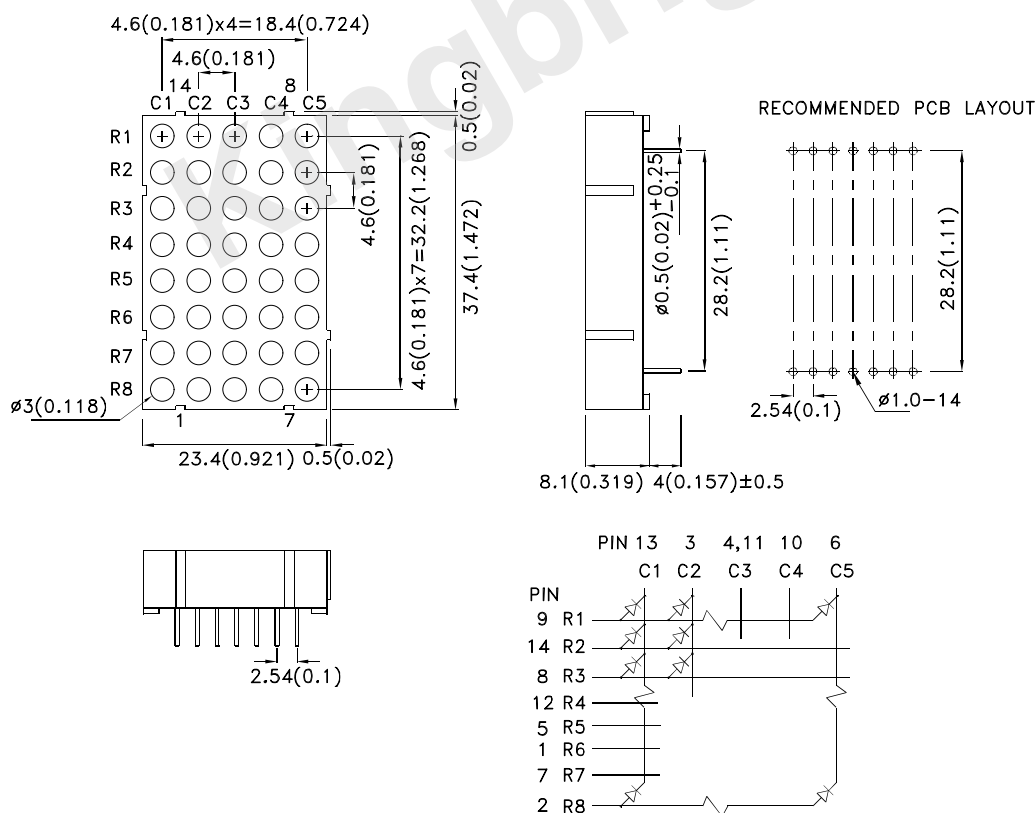 4.6(0.181)x4=18.4(0.724)
4.6(0.181)
14 8
C1 C2 C3 C4 C5
R1
R2
R3
R4
R5
R6
R7
R8
ø3(0.118)
1 7
23.4(0.921) 0.5(0.02)
0.5(0.02)
4.6(0.181)
4.6(0.181)x7=32.2(1.268)
37.4(1.472)
ø0.5(0.02)+0.25
-0.1
28.2(1.11)
8.1(0.319) 4(0.157)±0.5
RECOMMENDED PCB LAYOUT
28.2(1.11)
2.54(0.1)
ø1.0-14
2.54(0.1)
PIN 13 3 4,11 10 6
C1 C2 C3 C4 C5
PIN
9 R1
14 R2
8 R3
12 R4
5 R5
1 R6
7 R7
2 R8